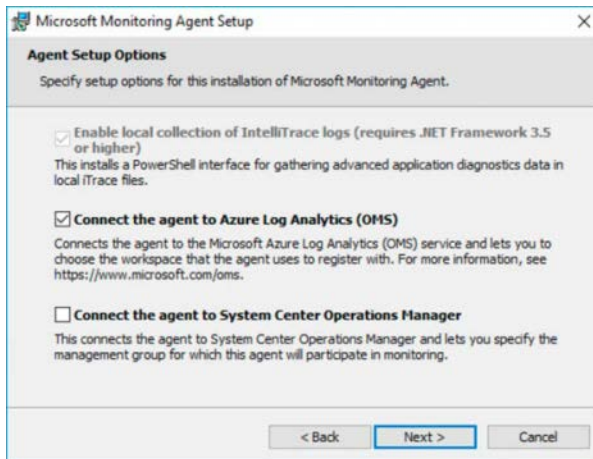 Microsoft Monitoring Agent Setup
Agent Setup Options
Specify setup options for this installation of Microsoft Monitoring Agent.
Enable local collection of IntelliTrace logs (requires .NET Framework 3.5
or higher)
This installs a PowerShell interface for gathering advanced application diagnostics data in
local iTrace files.
Connect the agent to Azure Log Analytics (OMS)
Connects the agent to the Microsoft Azure Log Analytics (OMS) service and lets you to
choose the workspace that the agent uses to register with. For more information, see
https://www.microsoft.com/oms.
Connect the agent to System Center Operations Manager
This connects the agent to System Center Operations Manager and lets you specify the
management group for which this agent will participate in monitoring.
< Back Next > Cancel